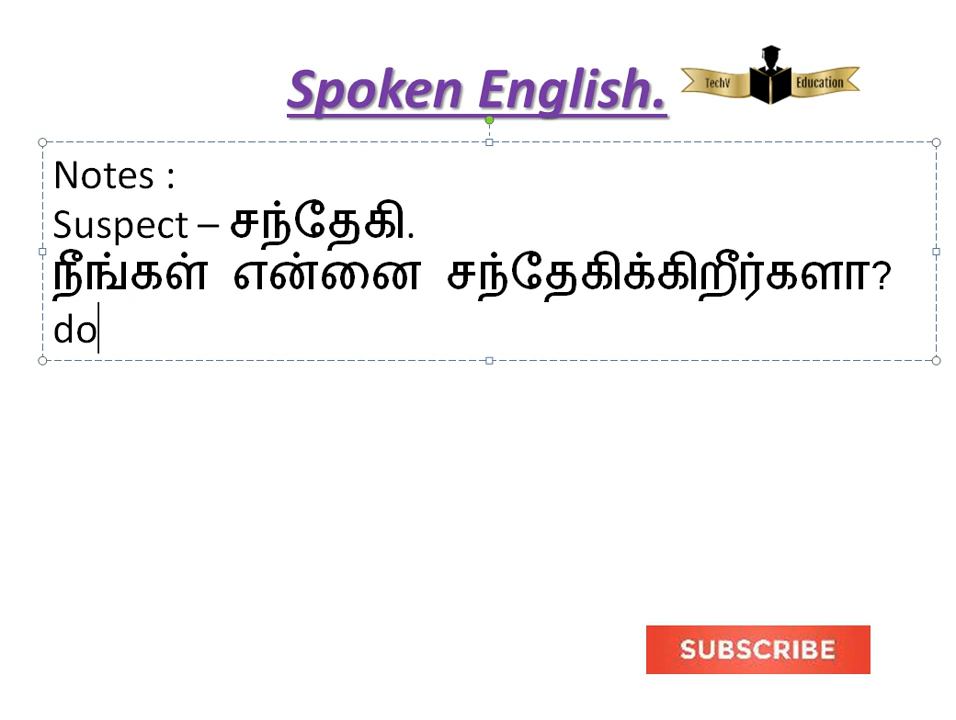 Spoken English.
TechV Education
Notes :
Suspect – சந்தேகி.
நீங்கள் என்னை சந்தேகிக்கிறீர்களா?
do
SUBSCRIBE